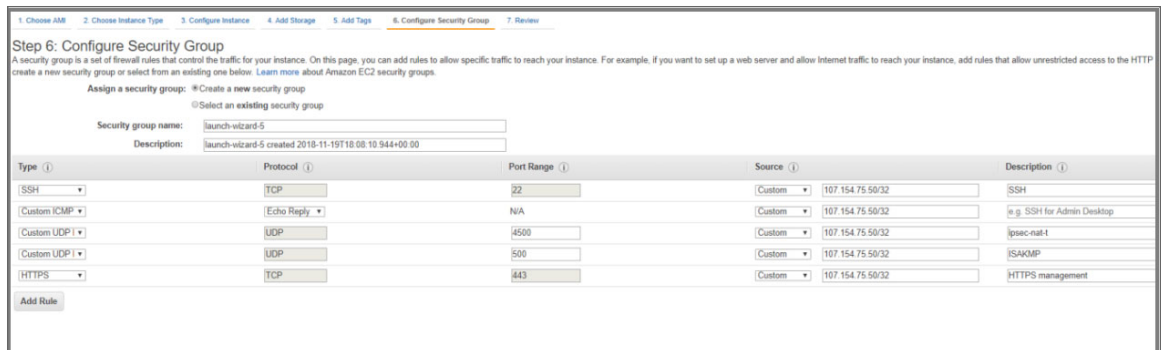 1. Choose AMI 2. Choose Instance Type 3. Configure Instance 4. Add Storage 5. Add Tags 6. Configure Security Group 7. Review
Step 6: Configure Security Group
A security group is a set of firewall rules that control the traffic for your instance. On this page, you can add rules to allow specific traffic to reach your instance. For example, if you want to set up a web server and allow Internet traffic to reach your instance, add rules that allow unrestricted access to the HTTP
create a new security group or select from an existing one below. Learn more about Amazon EC2 security groups.
Assign a security group: Create a new security group
Select an existing security group
Security group name: launch-wizard-5
Description: launch-wizard-5 created 2018-11-19T18:08:10.944+00:00
Type Protocol Port Range Source Description
SSH TCP 22 Custom 107.154.75.50/32 SSH
Custom ICMP Echo Reply N/A Custom 107.154.75.50/32 e.g. SSH for Admin Desktop
Custom UDP UDP 4500 Custom 107.154.75.50/32 ipsec-nat-t
Custom UDP UDP 500 Custom 107.154.75.50/32 ISAKMP
HTTPS TCP 443 Custom 107.154.75.50/32 HTTPS management
Add Rule